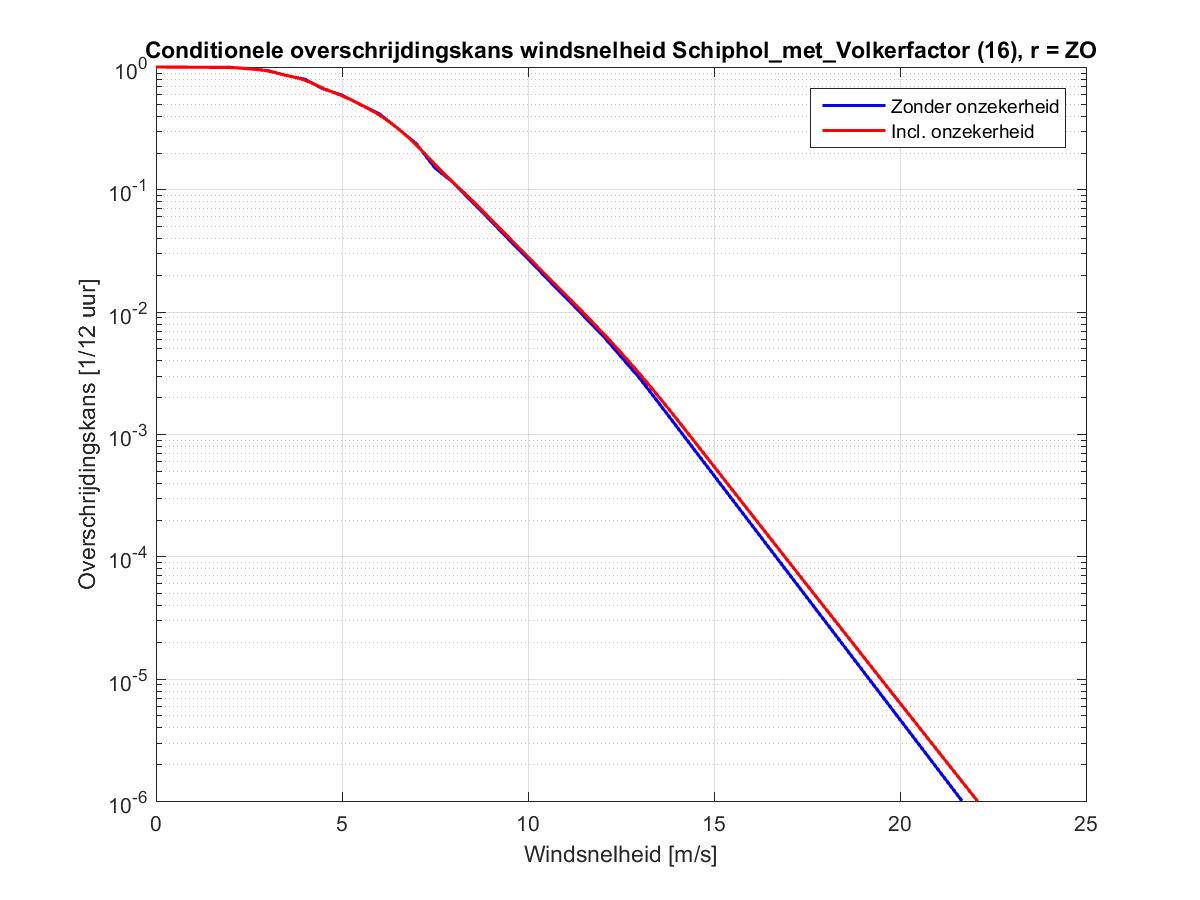 Conditionele overschrijdingskans windsnelheid Schiphol_met_Volkerfactor (16), r = ZO
Zonder onzekerheid
Incl. onzekerheid
Overschrijdingskans [1/12 uur]
10^0
10^-1
10^-2
10^-3
10^-4
10^-5
10^-6
0 5 10 15 20 25
Windsnelheid [m/s]